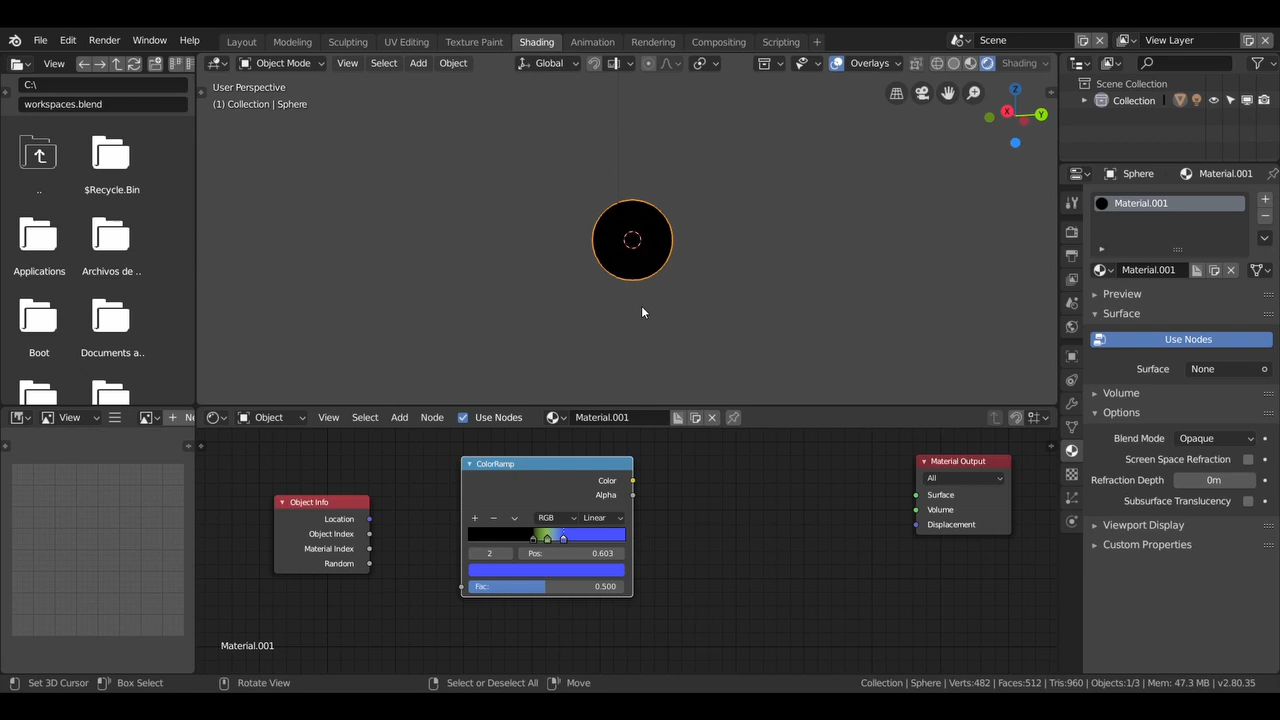 File Edit Render Window Help Layout Modeling Sculpting UV Editing Texture Paint Shading Animation Rendering Compositing Scripting + Scene View Layer
View Object Mode View Select Add Object Global Overlays Shading
C:\
workspaces.blend
..
$Recycle.Bin
Applications
Archivos de ..
Boot
Documents a..
User Perspective
(1) Collection | Sphere
Z
X
Y
Scene Collection
Collection
Sphere Material.001
Material.001
Material.001
Preview
Surface
Use Nodes
Surface None
Volume
Options
Blend Mode Opaque
Screen Space Refraction
Refraction Depth 0m
Subsurface Translucency
Viewport Display
Custom Properties
View Ne
Object View Select Add Node Use Nodes Material.001
Object Info
Location
Object Index
Material Index
Random
ColorRamp
Color
Alpha
RGB Linear
2 Pos: 0.603
Fac: 0.500
Material Output
All
Surface
Volume
Displacement
Material.001
Set 3D Cursor Box Select Rotate View Select or Deselect All Move Collection | Sphere | Verts:482 | Faces:512 | Tris:960 | Objects:1/3 | Mem: 47.3 MB | v2.80.35